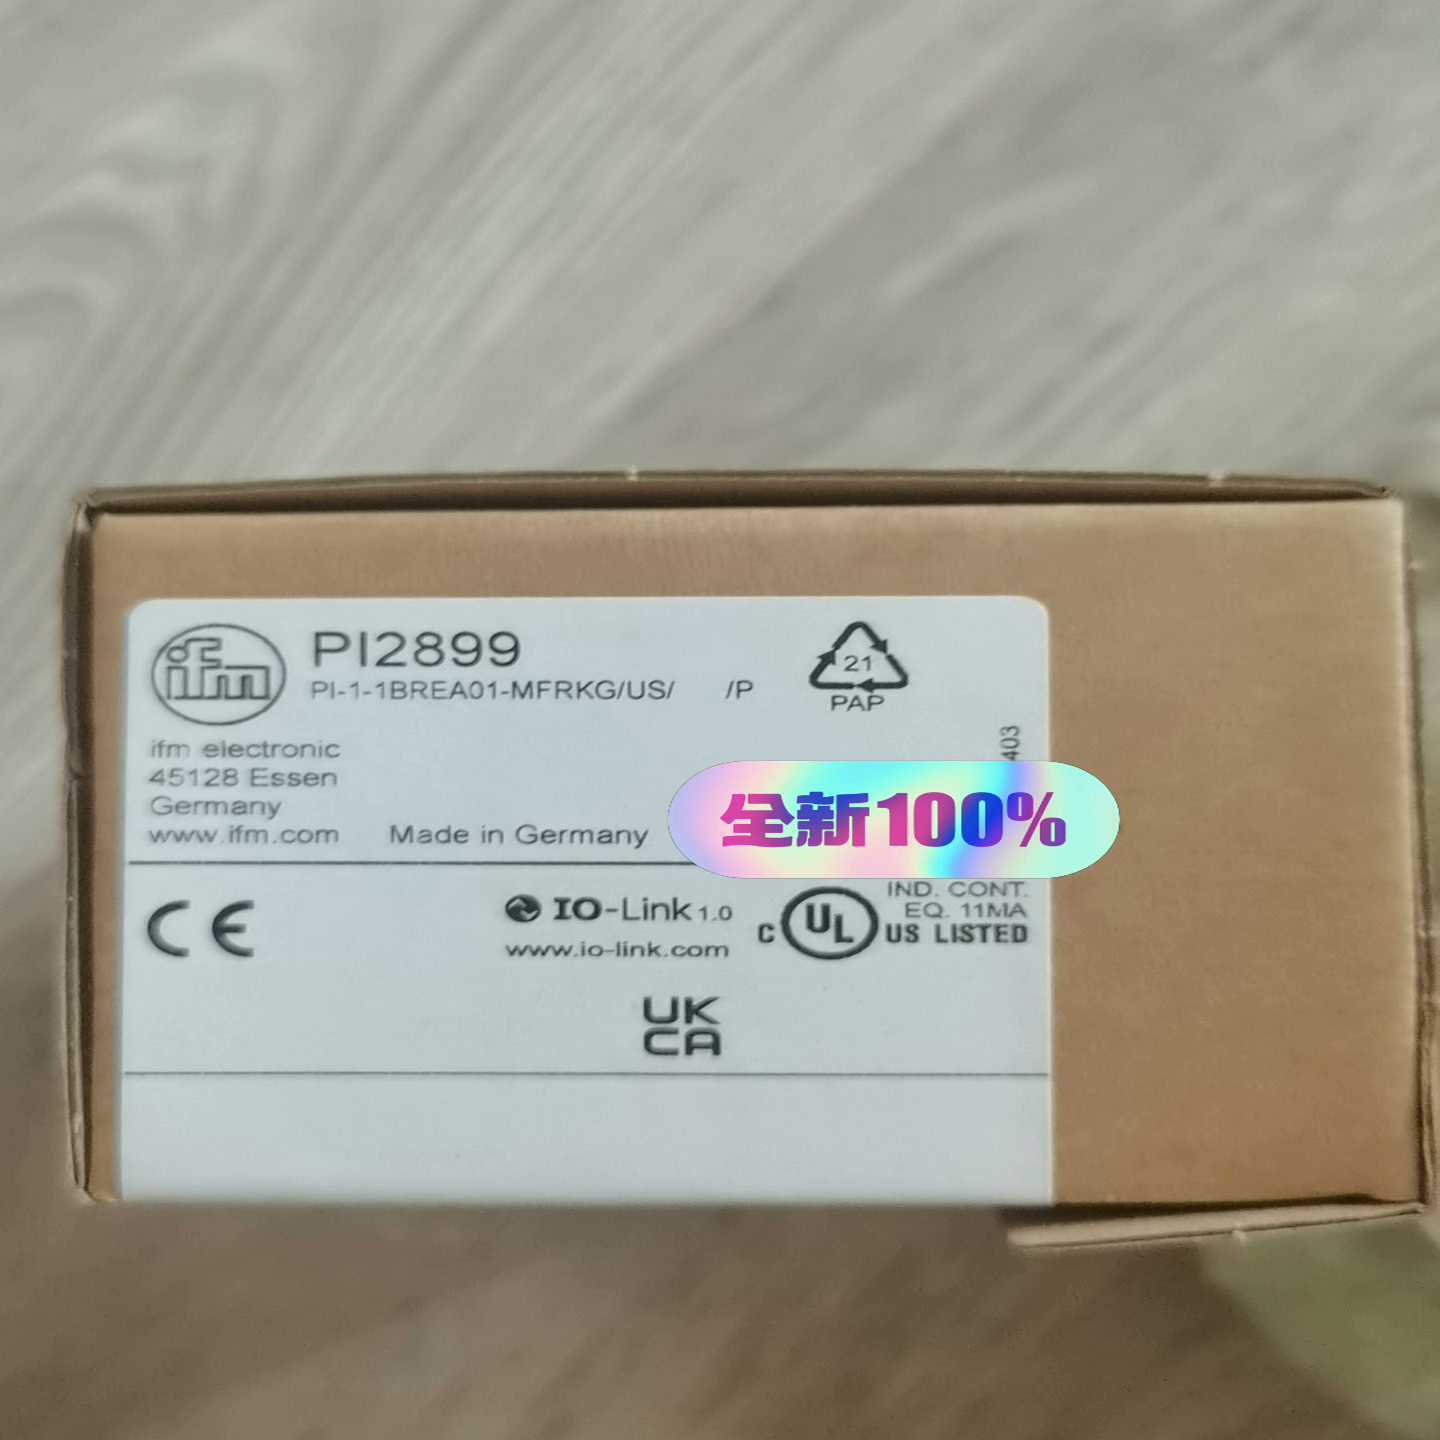 ifm
PI2899
PI-1-1BREA01-MFRKG/US/ /P
21
PAP
ifm electronic
45128 Essen
Germany
www.ifm.com Made in Germany
403
全新100%
CE
IO-Link 1.0
www.io-link.com
C UL US LISTED
IND. CONT.
EQ. 11MA
UK
CA